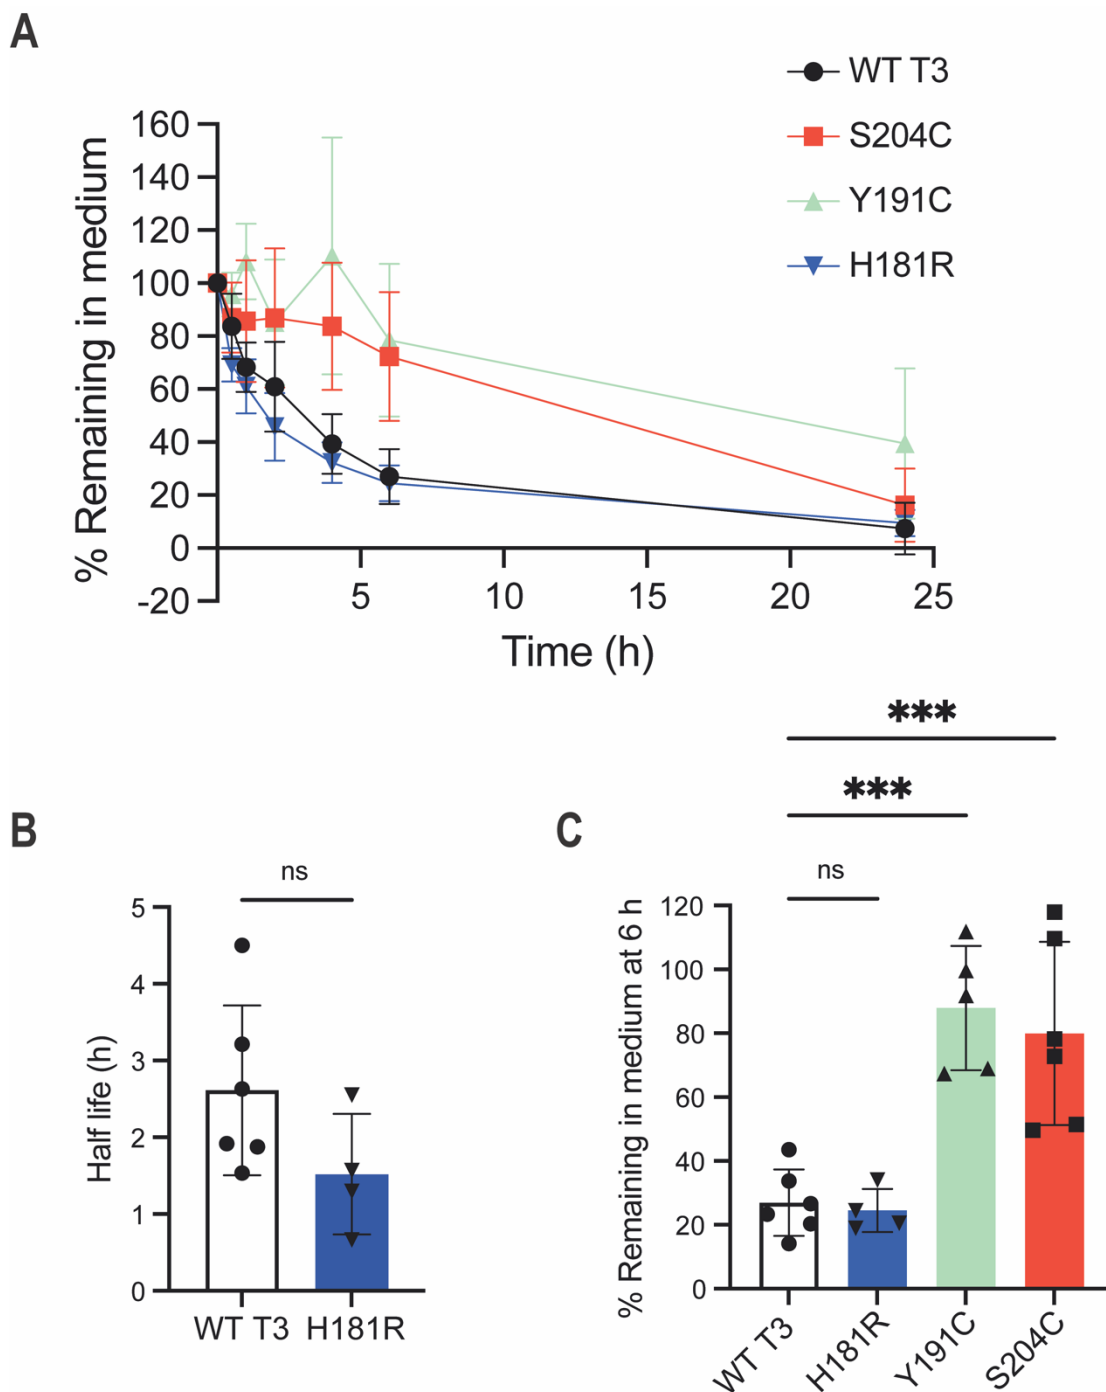 A
WT T3
S204C
Y191C
H181R
% Remaining in medium
160
140
120
100
80
60
40
20
0
-20
5
10
15
20
25
Time (h)
B
ns
Half life (h)
5
4
3
2
1
0
WT T3
H181R
C
***
***
ns
% Remaining in medium at 6 h
120
100
80
60
40
20
0
WT T3
H181R
Y191C
S204C